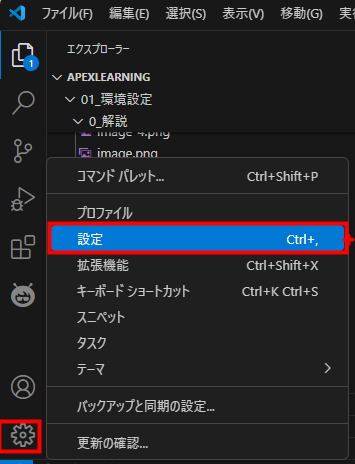 ファイル(F) 編集(E) 選択(S) 表示(V) 移動(G) 実
エクスプローラー
APEXLEARNING
01_環境設定
0_解説
image-4.png
image.png
1
コマンド パレット... Ctrl+Shift+P
プロファイル
設定 Ctrl+,
拡張機能 Ctrl+Shift+X
キーボード ショートカット Ctrl+K Ctrl+S
スニペット
タスク
テーマ
バックアップと同期の設定...
更新の確認...